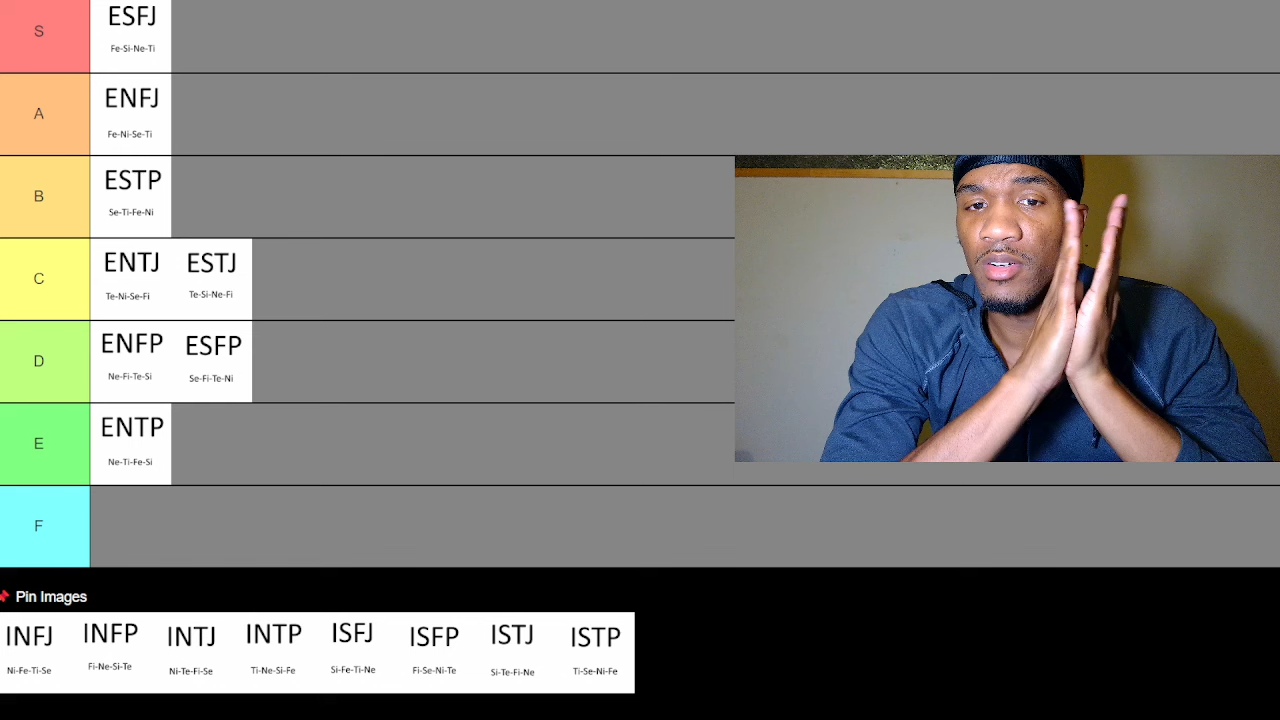 S
ESFJ
Fe-Si-Ne-Ti
A
ENFJ
Fe-Ni-Se-Ti
B
ESTP
Se-Ti-Fe-Ni
C
ENTJ ESTJ
Te-Ni-Se-Fi Te-Si-Ne-Fi
D
ENFP ESFP
Ne-Fi-Te-Si Se-Fi-Te-Ni
E
ENTP
Ne-Ti-Fe-Si
F
Pin Images
INFJ INFP INTJ INTP ISFJ ISFP ISTJ ISTP
Ni-Fe-Ti-Se Fi-Ne-Si-Te Ni-Te-Fi-Se Ti-Ne-Si-Fe Si-Fe-Ti-Ne Fi-Se-Ni-Te Si-Te-Fi-Ne Ti-Se-Ni-Fe